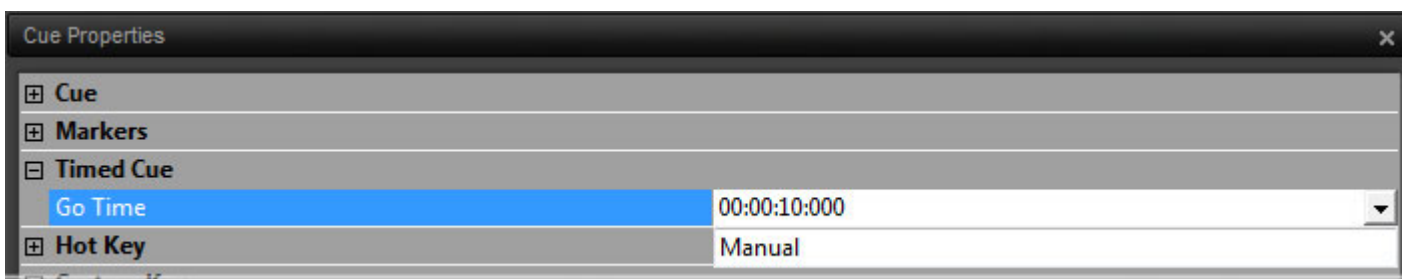 Cue Properties
Cue
Markers
Timed Cue
Go Time 00:00:10:000
Hot Key Manual